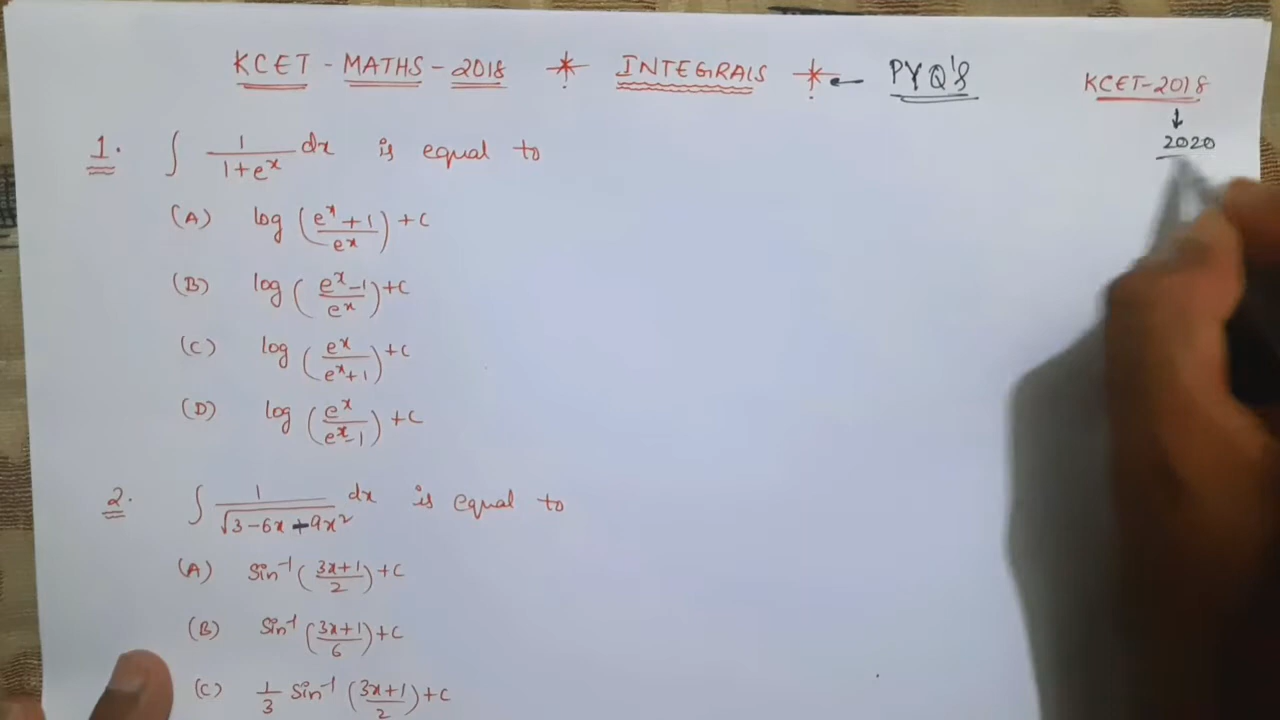 KCET - MATHS - 2018 * INTEGRALS * ← PYQ'S
KCET-2018
↓
2020
1. ∫ 1/(1+e^x) dx is equal to
(A) log ((e^x+1)/e^x) + C
(B) log ((e^x-1)/e^x) + C
(C) log (e^x/(e^x+1)) + C
(D) log (e^x/(e^x-1)) + C
2. ∫ 1/√(3-6x-9x²) dx is equal to
(A) Sin⁻¹ ((3x+1)/2) + C
(B) Sin⁻¹ ((3x+1)/6) + C
(C) 1/3 Sin⁻¹ ((3x+1)/2) + C